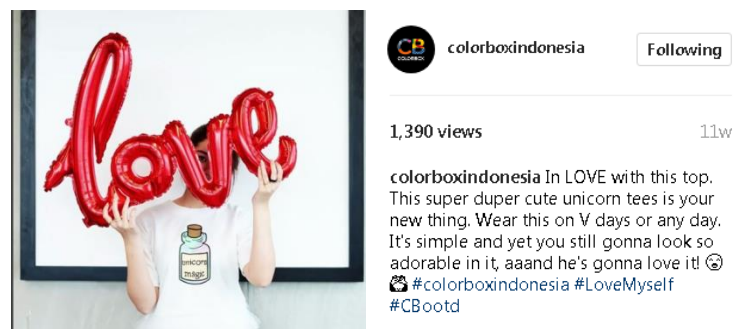 love
unicorn
magic
CB
COLORBOX
colorboxindonesia
Following
1,390 views
11w
colorboxindonesia In LOVE with this top.
This super duper cute unicorn tees is your
new thing. Wear this on V days or any day.
It's simple and yet you still gonna look so
adorable in it, aaand he's gonna love it! 😮
#colorboxindonesia #LoveMyself
#CBootd